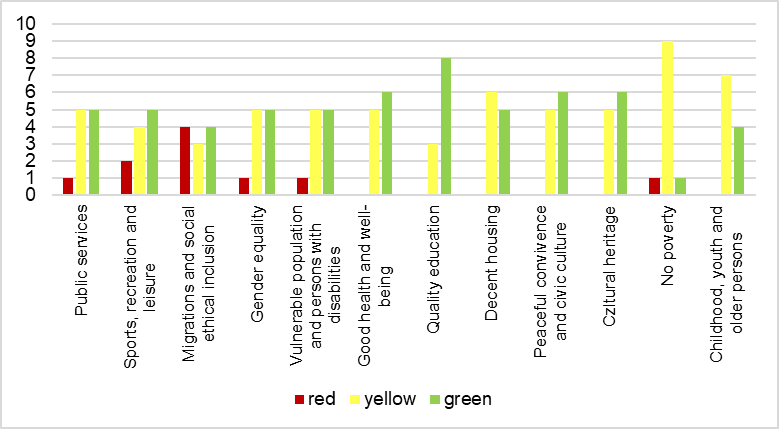 10
9
8
7
6
5
4
3
2
1
0
Public services
Sports, recreation and
leisure
Migrations and social
ethical inclusion
Gender equality
Vulnerable population
and persons with
disabilities
Good health and well-
being
Quality education
Decent housing
Peaceful convivence
and civic culture
Czltural heritage
No poverty
Childhood, youth and
older persons
red yellow green